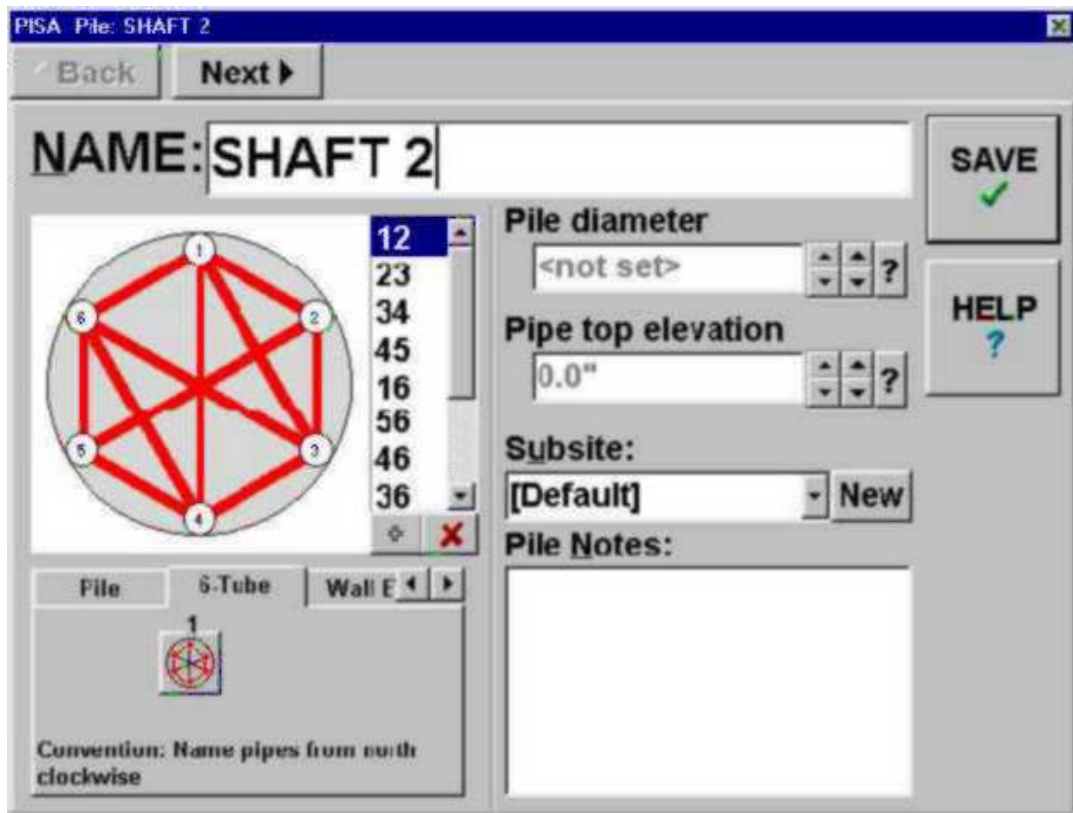 PISA Pile: SHAFT 2
Back
Next
NAME: SHAFT 2
SAVE
HELP
?
1
2
3
4
5
6
12
23
34
45
16
56
46
36
Pile diameter
<not set>
?
Pipe top elevation
0.0"
?
Subsite:
[Default]
New
Pile Notes:
Pile
6-Tube
Wall E
1
Convention: Name pipes from north
clockwise